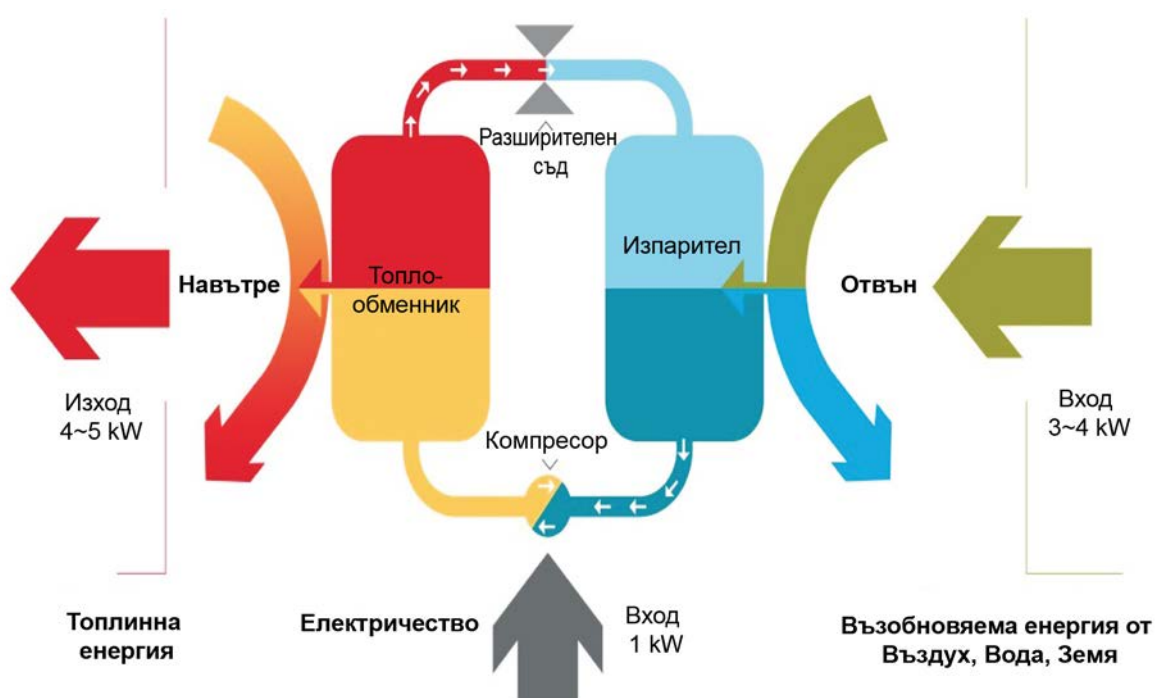 Разширителен
съд
Изпарител
Навътре
Топло-
обменник
Отвън
Изход
4~5 kW
Вход
3~4 kW
Компресор
Топлинна
енергия
Електричество
Вход
1 kW
Възобновяема енергия от
Въздух, Вода, Земя